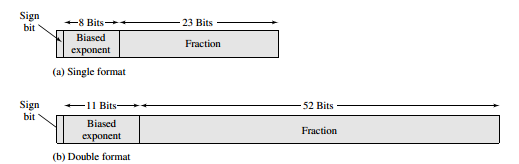 Sign
bit
8 Bits
23 Bits
Biased
exponent
Fraction
(a) Single format
Sign
bit
11 Bits
52 Bits
Biased
exponent
Fraction
(b) Double format